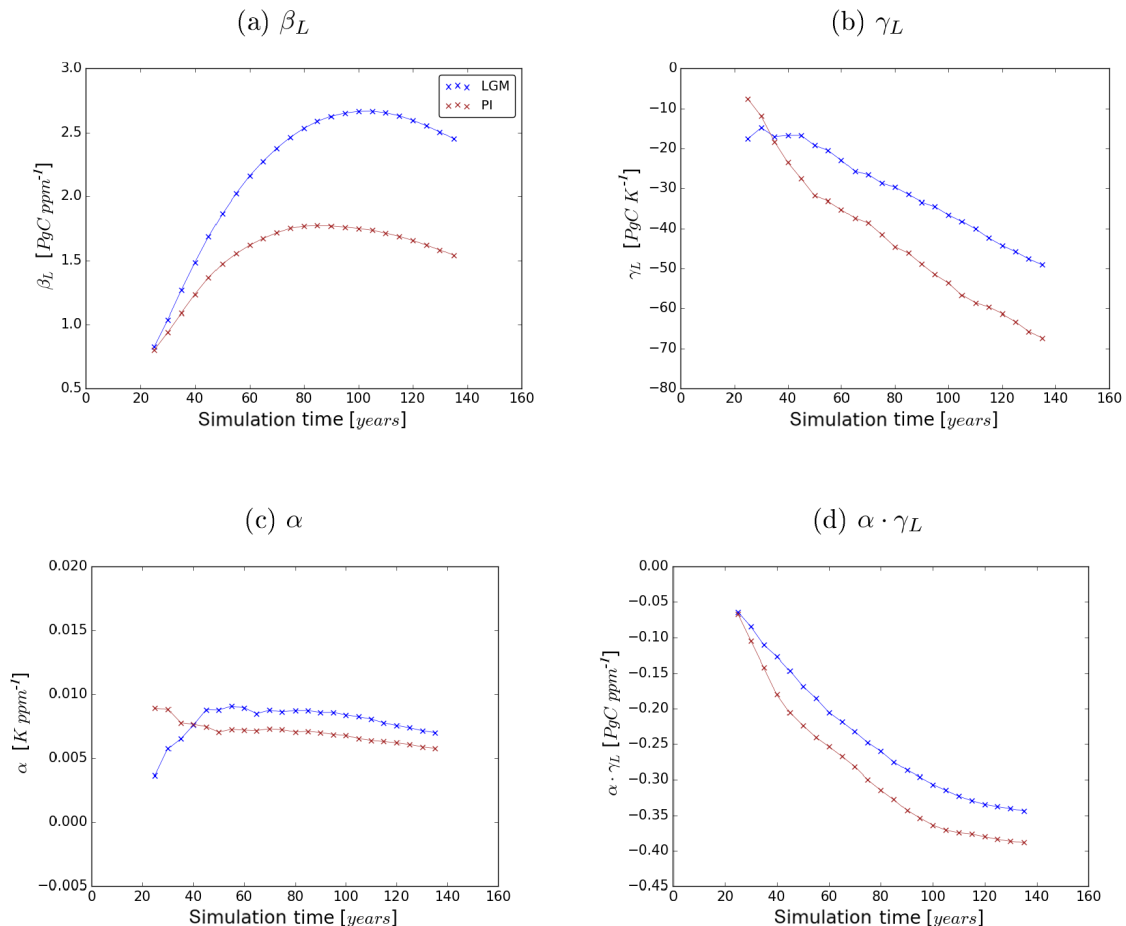 (a) β_L
3.0
2.5
2.0
1.5
1.0
0.5
β_L [PgC ppm⁻¹]
LGM
PI
0 20 40 60 80 100 120 140 160
Simulation time [years]
(b) γ_L
0
−10
−20
−30
−40
−50
−60
−70
−80
γ_L [PgC K⁻¹]
0 20 40 60 80 100 120 140 160
Simulation time [years]
(c) α
0.020
0.015
0.010
0.005
0.000
−0.005
α [K ppm⁻¹]
0 20 40 60 80 100 120 140 160
Simulation time [years]
(d) α · γ_L
0.00
−0.05
−0.10
−0.15
−0.20
−0.25
−0.30
−0.35
−0.40
−0.45
α · γ_L [PgC ppm⁻¹]
0 20 40 60 80 100 120 140 160
Simulation time [years]